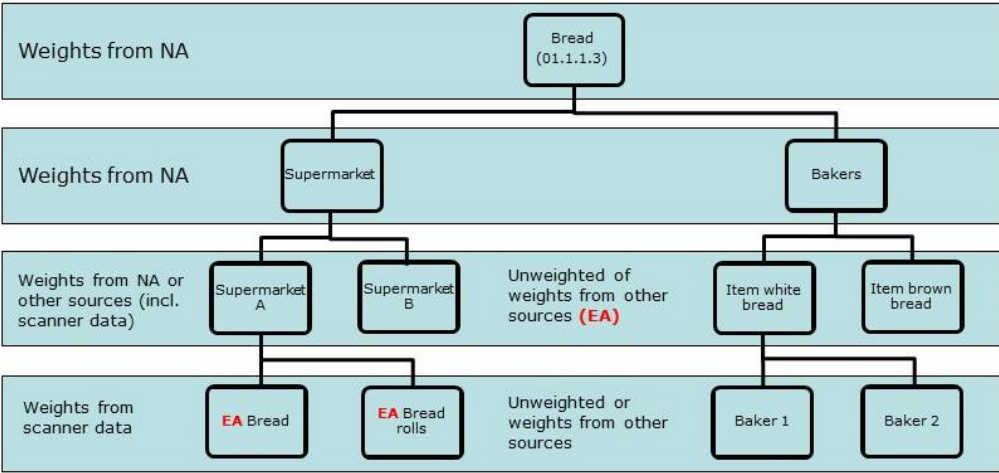 Weights from NA
Bread
(01.1.1.3)
Weights from NA
Supermarket
Bakers
Weights from NA or
other sources (incl.
scanner data)
Supermarket
A
Supermarket
B
Unweighted of
weights from other
sources (EA)
Item white
bread
Item brown
bread
Weights from
scanner data
EA Bread
EA Bread
rolls
Unweighted or
weights from other
sources
Baker 1
Baker 2